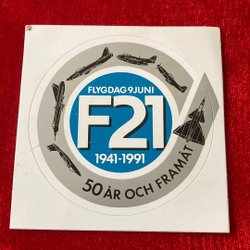 FLYGDAG 9 JUNI
F21
1941-1991
50 ÅR OCH FRAMÅT